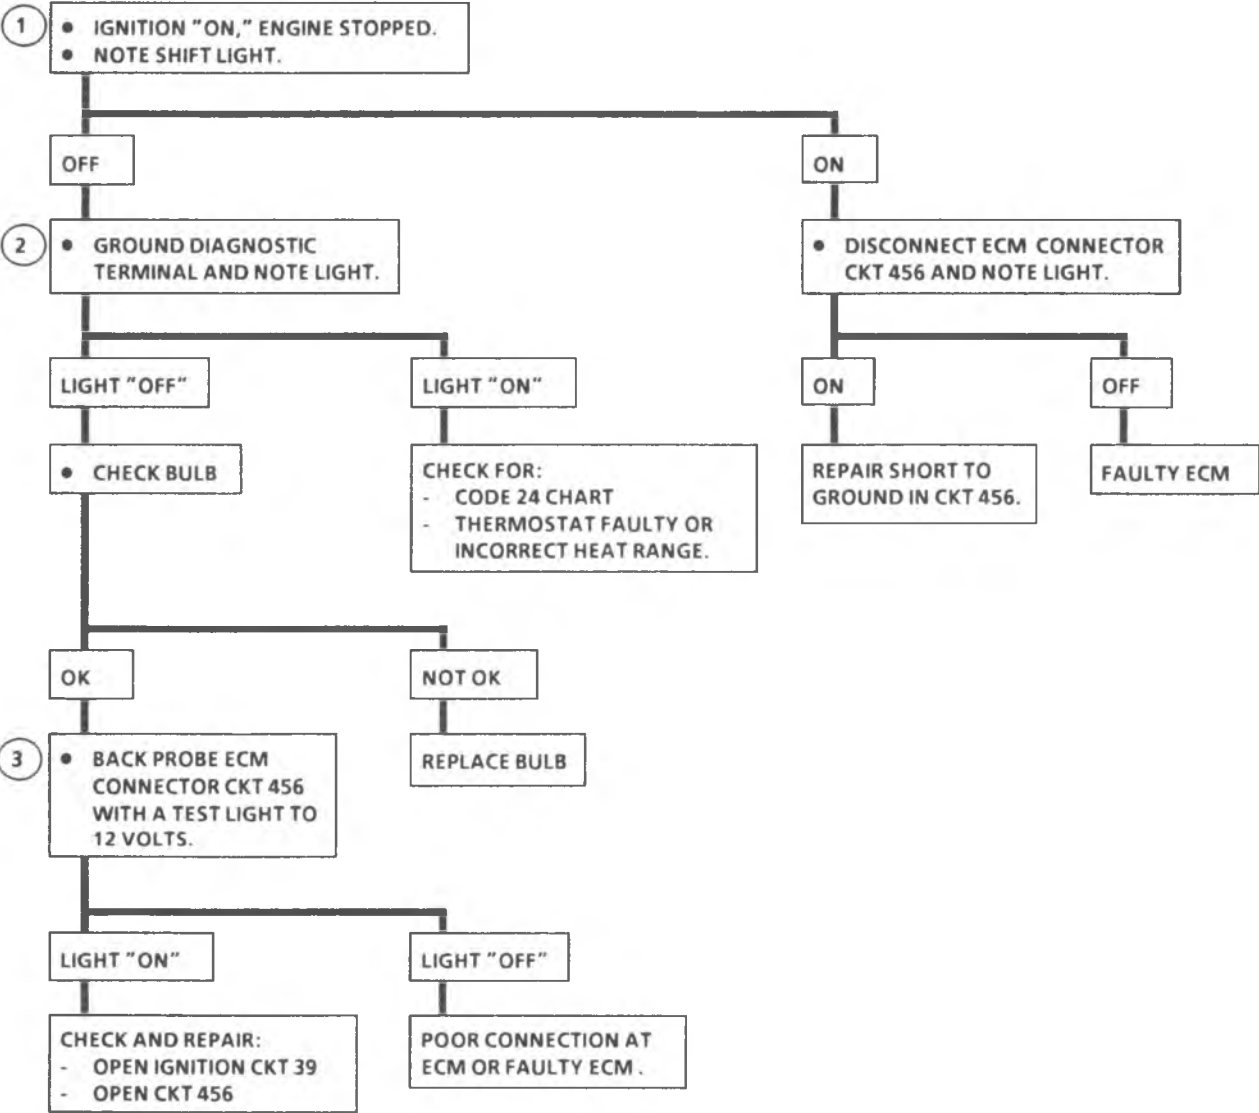 1
• IGNITION "ON," ENGINE STOPPED.
• NOTE SHIFT LIGHT.
OFF
ON
2
• GROUND DIAGNOSTIC
TERMINAL AND NOTE LIGHT.
• DISCONNECT ECM CONNECTOR
CKT 456 AND NOTE LIGHT.
LIGHT "OFF"
LIGHT "ON"
ON
OFF
• CHECK BULB
CHECK FOR:
- CODE 24 CHART
- THERMOSTAT FAULTY OR
INCORRECT HEAT RANGE.
REPAIR SHORT TO
GROUND IN CKT 456.
FAULTY ECM
OK
NOT OK
3
• BACK PROBE ECM
CONNECTOR CKT 456
WITH A TEST LIGHT TO
12 VOLTS.
REPLACE BULB
LIGHT "ON"
LIGHT "OFF"
CHECK AND REPAIR:
- OPEN IGNITION CKT 39
- OPEN CKT 456
POOR CONNECTION AT
ECM OR FAULTY ECM.